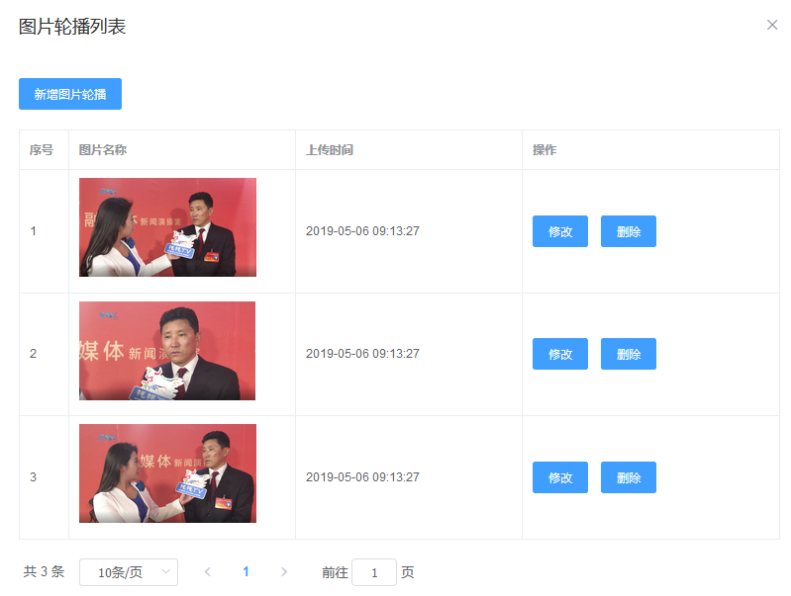 图片轮播列表
新增图片轮播
序号 图片名称 上传时间 操作
融 新闻演播室
1 2019-05-06 09:13:27 修改 删除
媒体 新闻演
2 2019-05-06 09:13:27 修改 删除
媒体 新闻演
3 2019-05-06 09:13:27 修改 删除
共 3 条 10条/页 1 前往 1 页